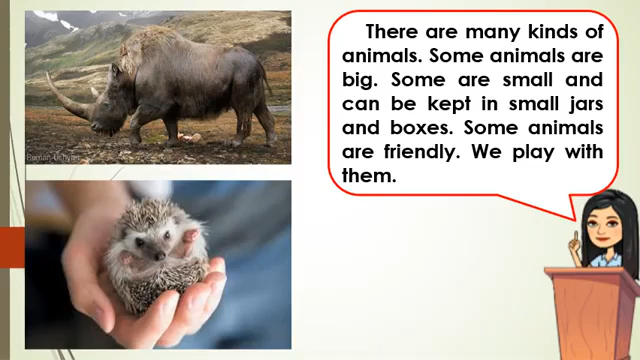 There are many kinds of
animals. Some animals are
big. Some are small and
can be kept in small jars
and boxes. Some animals
are friendly. We play with
them.